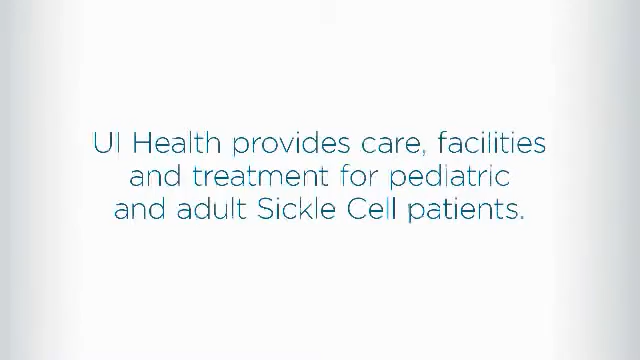 UI Health provides care, facilities
and treatment for pediatric
and adult Sickle Cell patients.